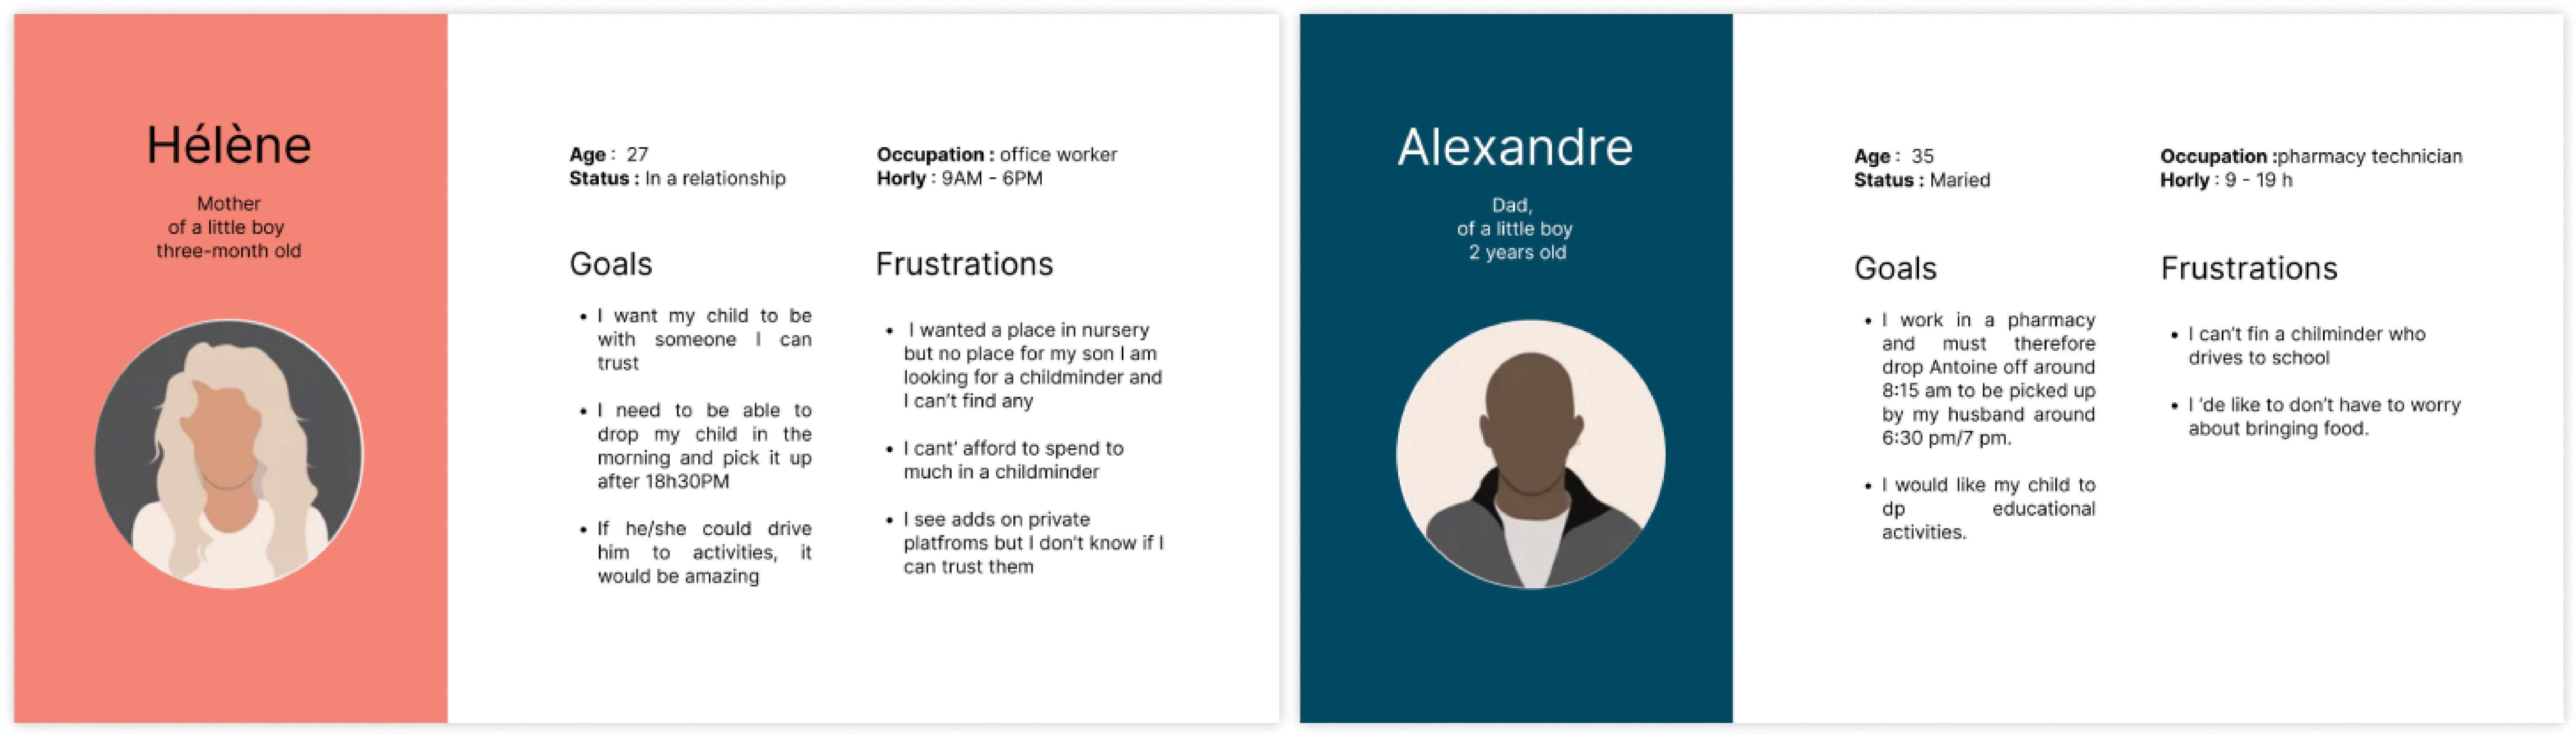 Hélène
Mother
of a little boy
three-month old
Age : 27
Status : In a relationship
Occupation : office worker
Horly : 9AM - 6PM
Goals
• I want my child to be
with someone I can
trust
• I need to be able to
drop my child in the
morning and pick it up
after 18h30PM
• If he/she could drive
him to activities, it
would be amazing
Frustrations
• I wanted a place in nursery
but no place for my son I am
looking for a childminder and
I can't find any
• I cant' afford to spend to
much in a childminder
• I see adds on private
platfroms but I don't know if I
can trust them
Alexandre
Dad,
of a little boy
2 years old
Age : 35
Status : Maried
Occupation :pharmacy technician
Horly : 9 - 19 h
Goals
• I work in a pharmacy
and must therefore
drop Antoine off around
8:15 am to be picked up
by my husband around
6:30 pm/7 pm.
• I would like my child to
dp educational
activities.
Frustrations
• I can't fin a chilminder who
drives to school
• I 'de like to don't have to worry
about bringing food.